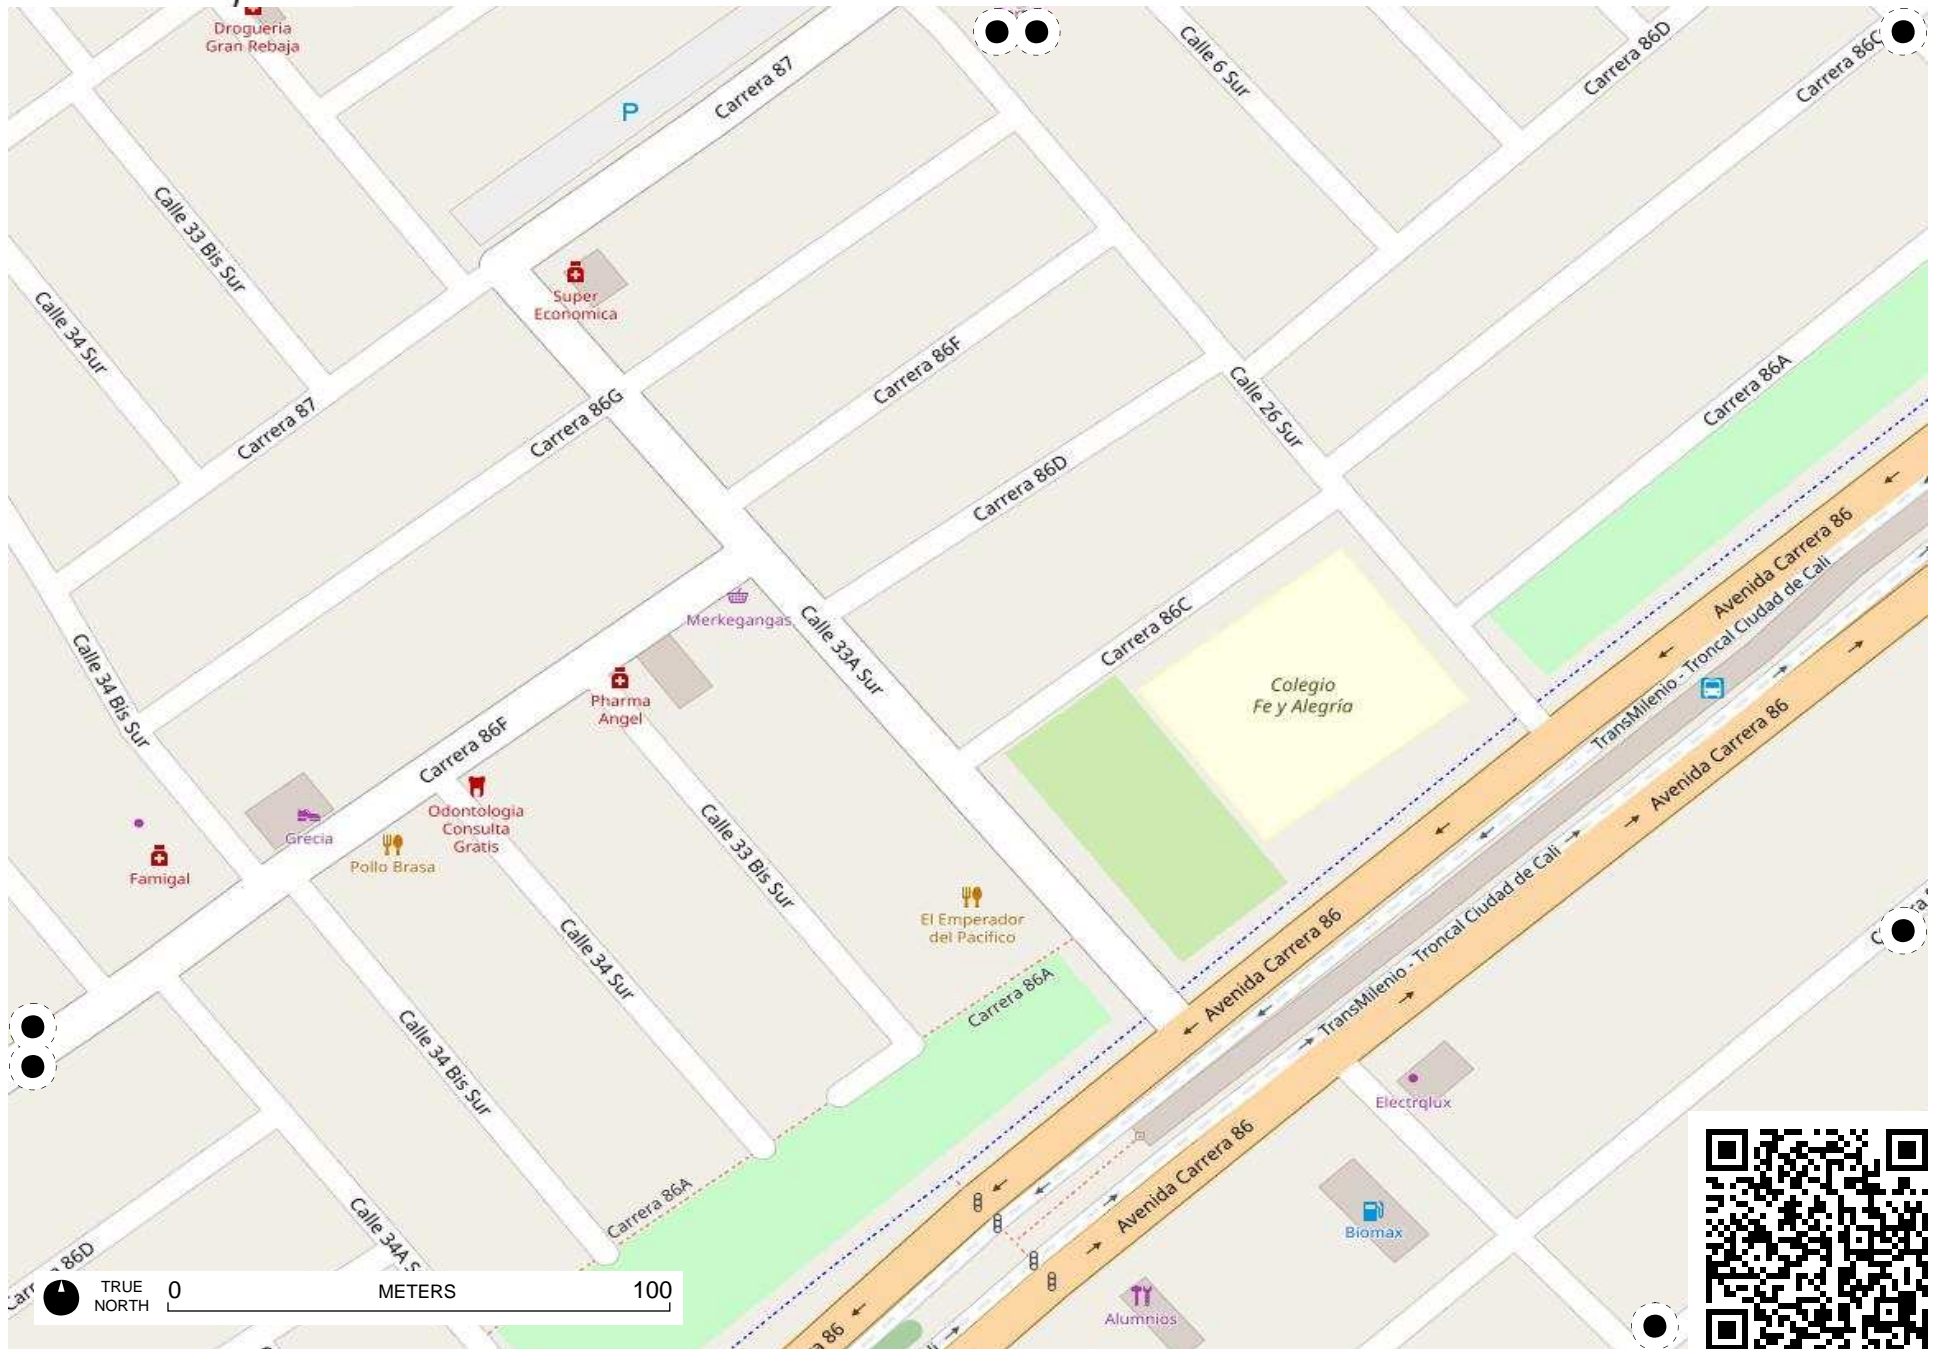 Drogueria
Gran Rebaja
P
Carrera 87
Calle 6 Sur
Carrera 86D
Carrera 86C
Calle 33 Bis Sur
Calle 34 Sur
Super
Economica
Carrera 86F
Carrera 87
Carrera 86G
Calle 26 Sur
Carrera 86A
Carrera 86D
Avenida Carrera 86
TransMilenio - Troncal Ciudad de Cali
Merkegangas
Calle 33A Sur
Carrera 86C
Calle 34 Bis Sur
Pharma
Angel
Colegio
Fe y Alegría
Carrera 86F
Avenida Carrera 86
Grecia
Odontologia
Consulta
Gratis
Pollo Brasa
Famigal
Calle 33 Bis Sur
El Emperador
del Pacífico
Calle 34 Sur
Carrera 86A
Avenida Carrera 86
TransMilenio - Troncal Ciudad de Cali
Calle 34 Bis Sur
Electrolux
Avenida Carrera 86
Carrera 86A
Calle 34A S
86D
Biomax
Alumnios
86
TRUE
NORTH
0 METERS 100